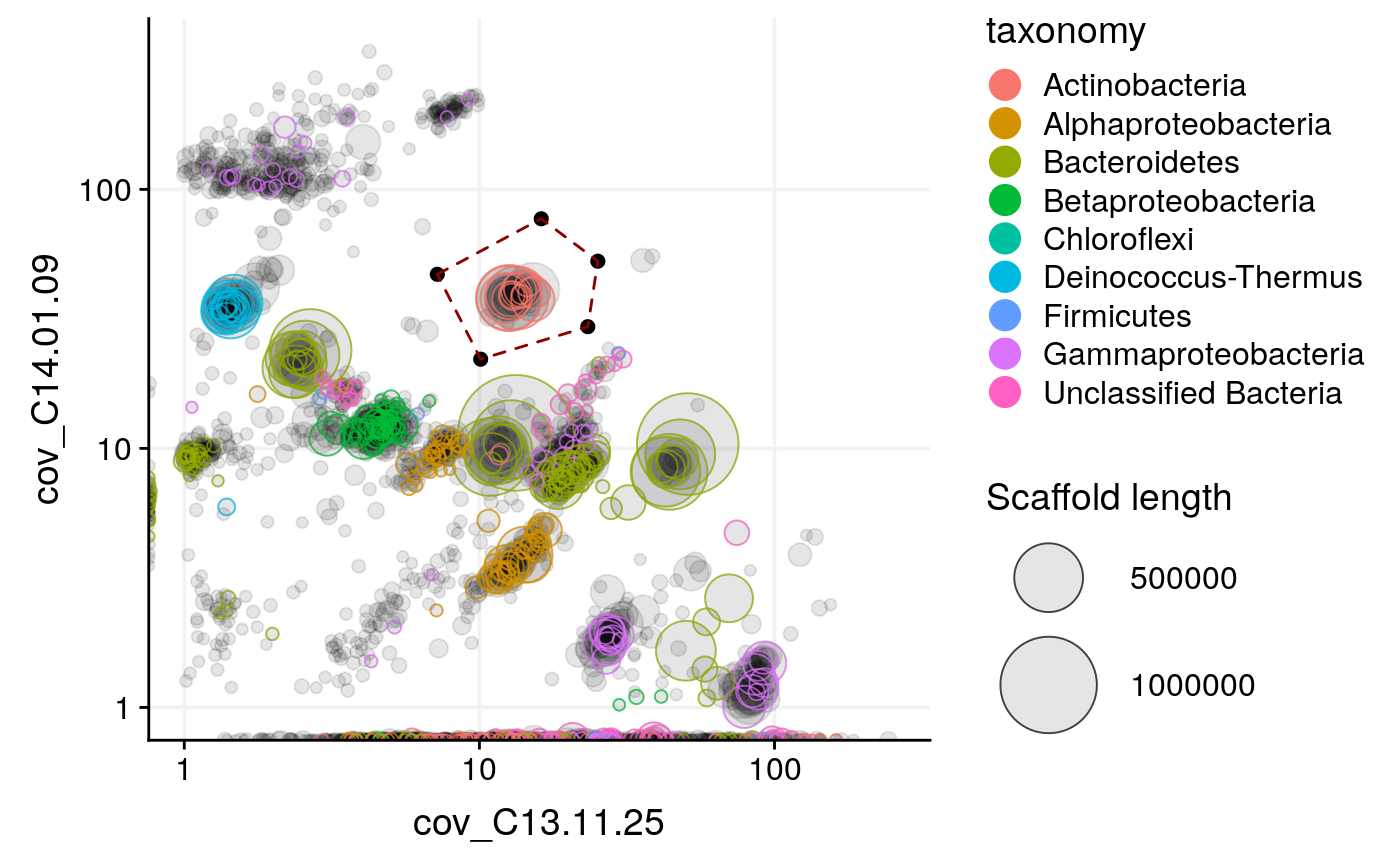 cov_C14.01.09
100
10
1
1
10
100
cov_C13.11.25
taxonomy
Actinobacteria
Alphaproteobacteria
Bacteroidetes
Betaproteobacteria
Chloroflexi
Deinococcus-Thermus
Firmicutes
Gammaproteobacteria
Unclassified Bacteria
Scaffold length
500000
1000000